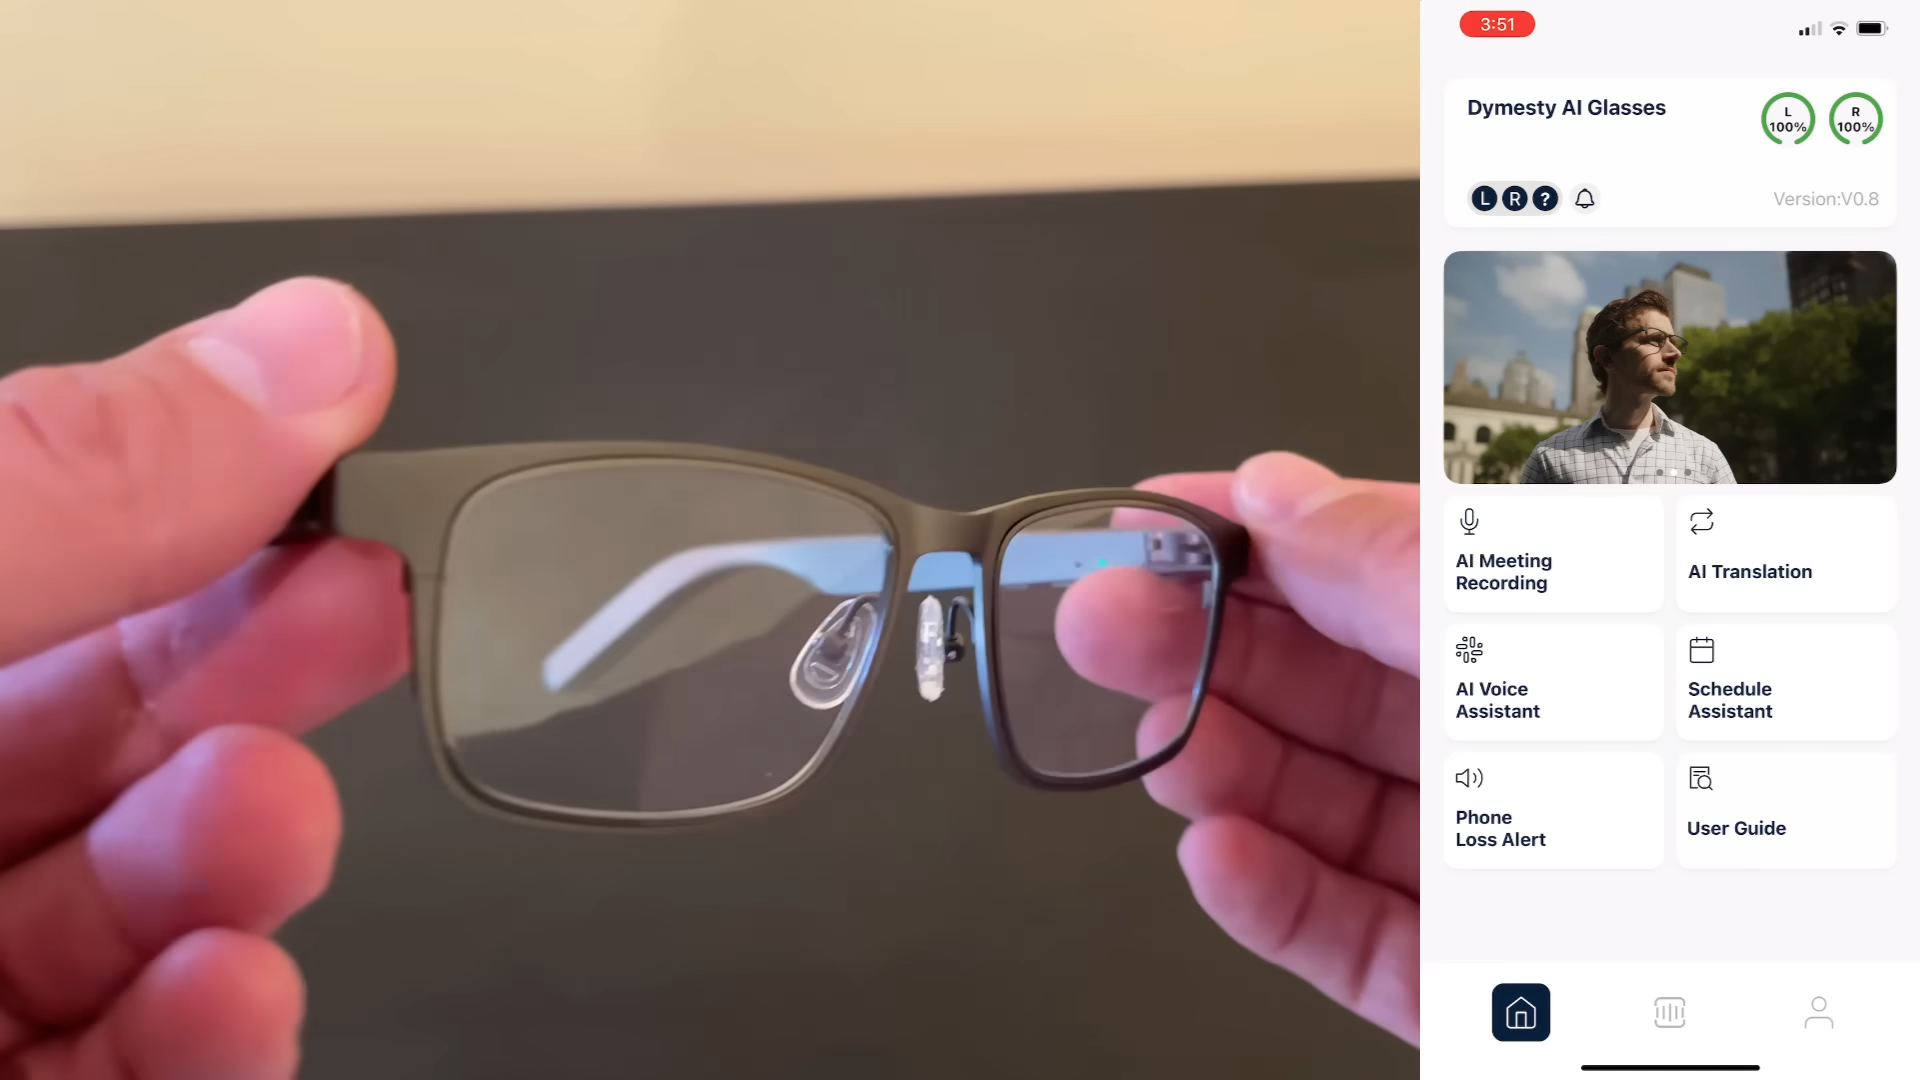 3:51
Dymesty AI Glasses
L
100%
R
100%
L R ?
Version:V0.8
AI Meeting
Recording
AI Translation
AI Voice
Assistant
Schedule
Assistant
Phone
Loss Alert
User Guide